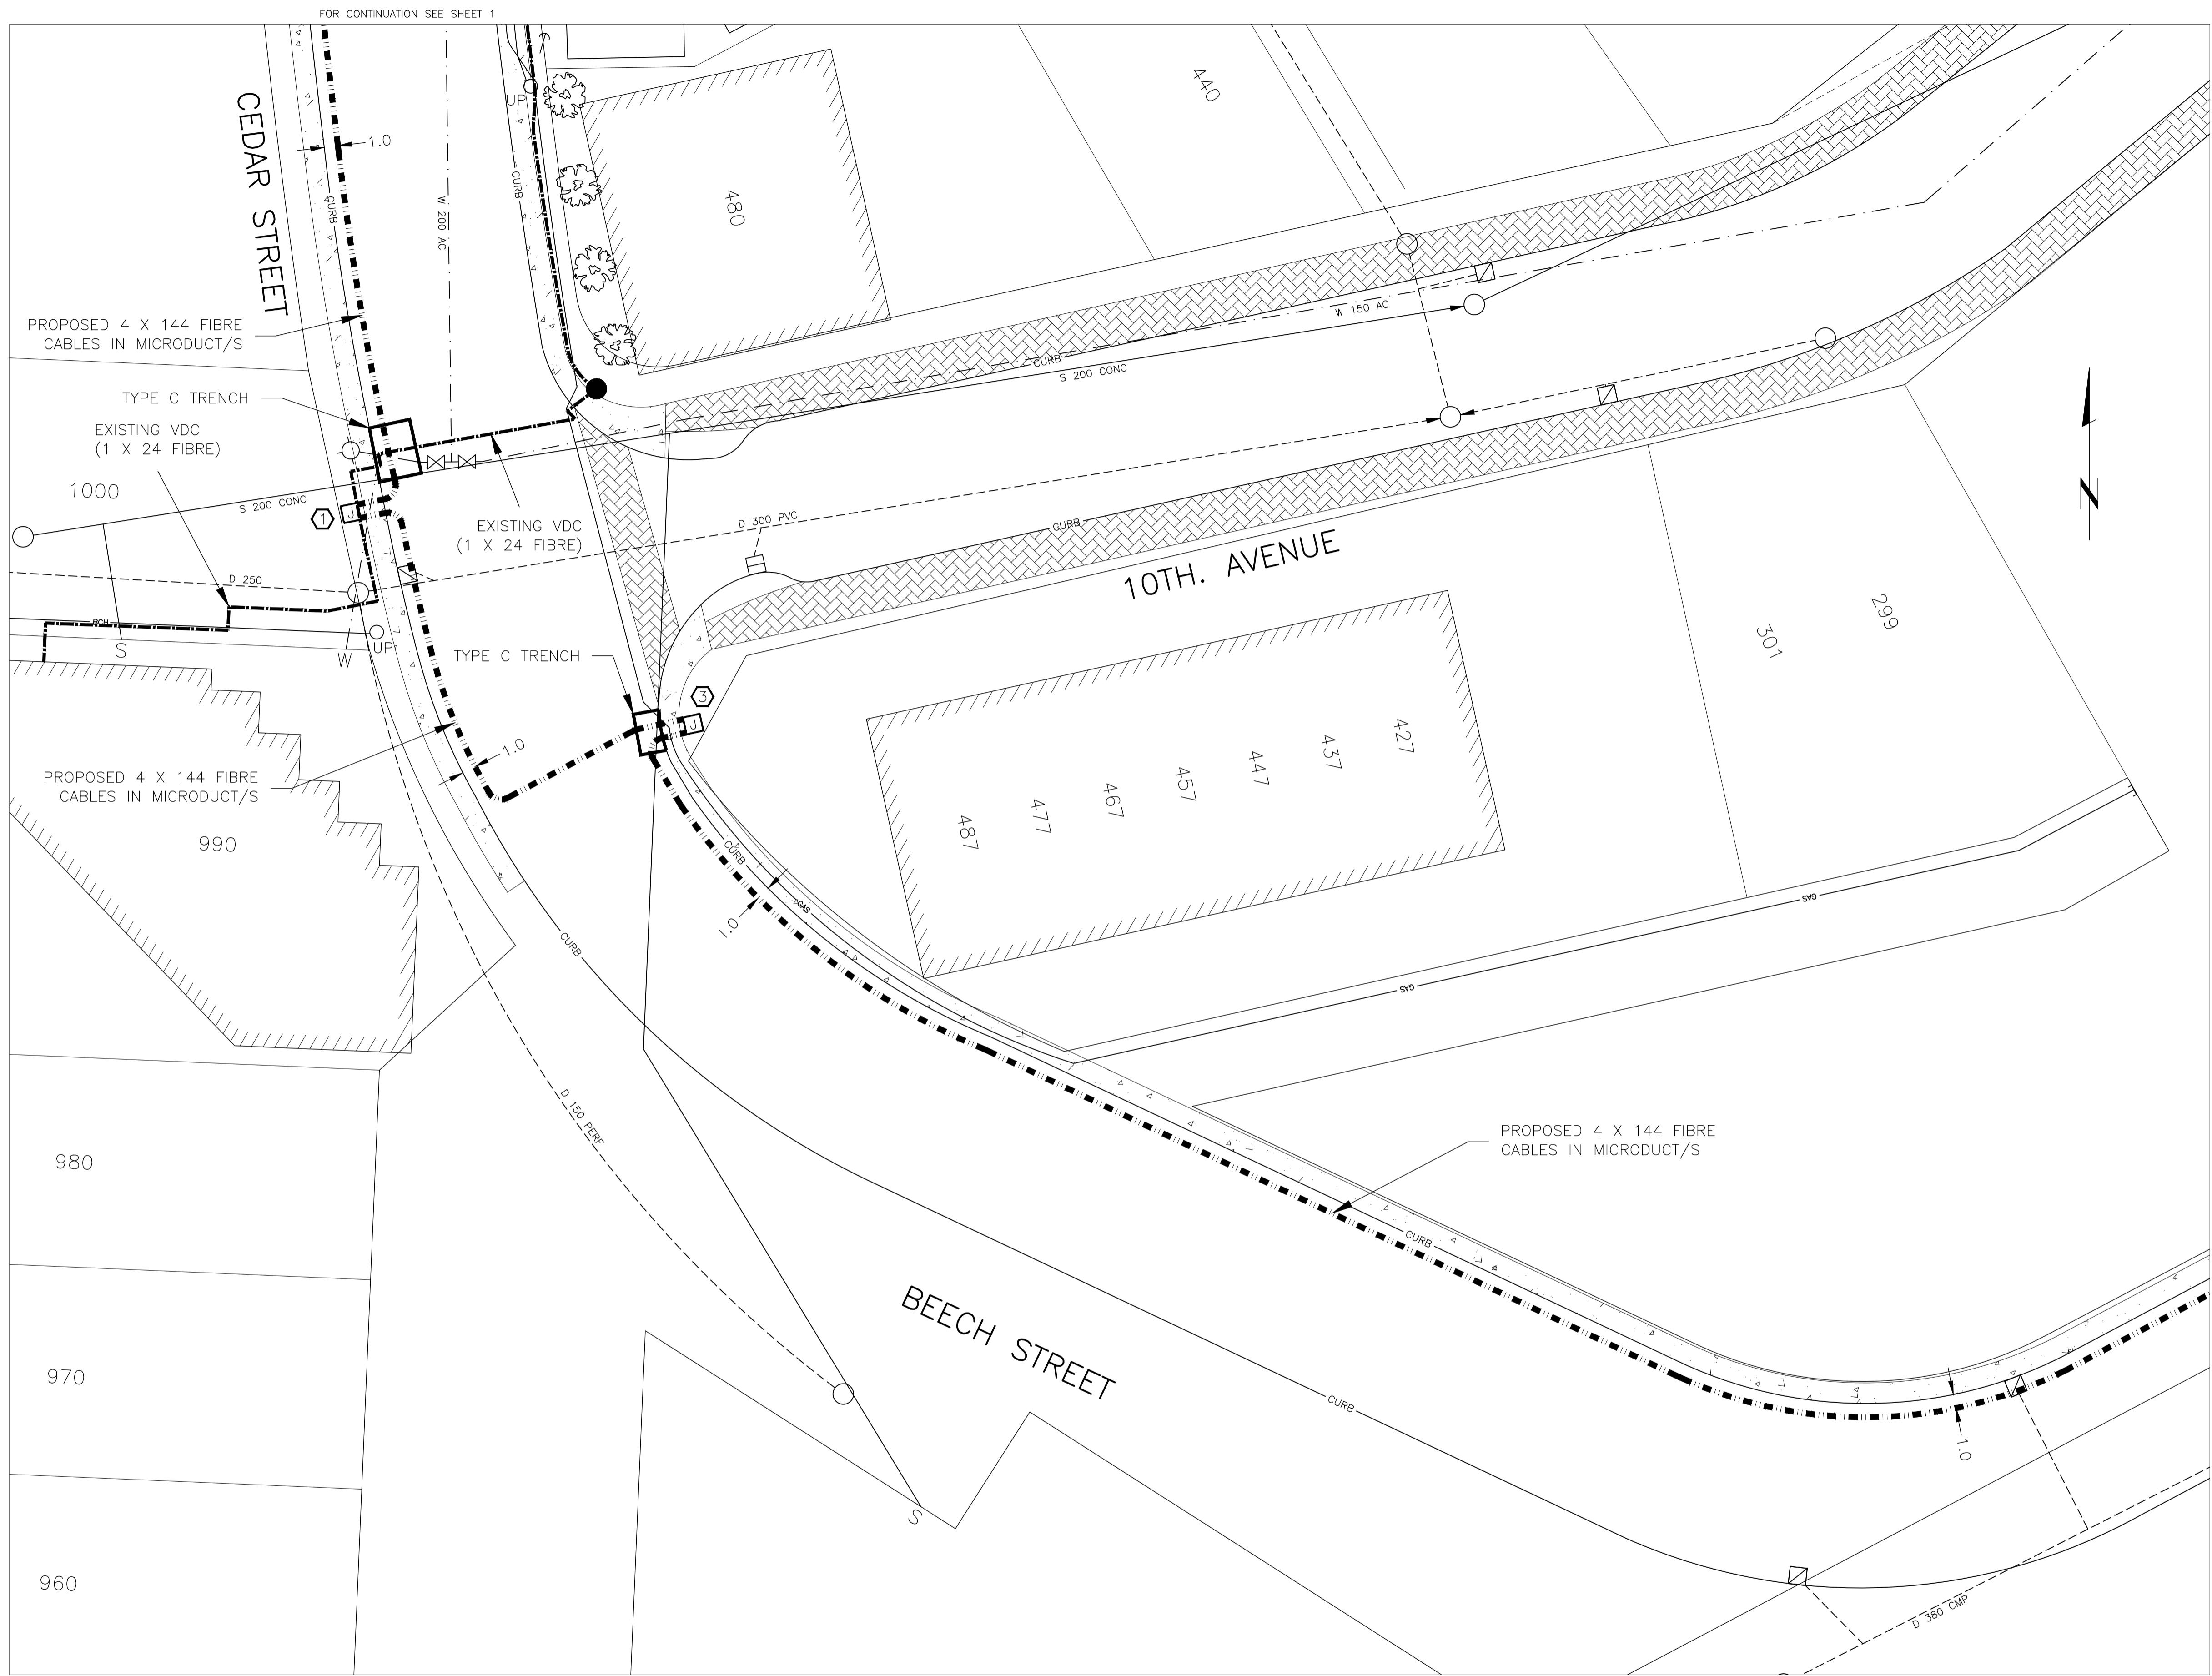 FOR CONTINUATION SEE SHEET 1
CEDAR STREET
UP
1.0
CURB
W 200 AC
CURB
480
440
PROPOSED 4 X 144 FIBRE
CABLES IN MICRODUCT/S
TYPE C TRENCH
EXISTING VDC
(1 X 24 FIBRE)
1000
S 200 CONC
1
J
EXISTING VDC
(1 X 24 FIBRE)
W 150 AC
CURB
S 200 CONC
D 300 PVC
CURB
10TH. AVENUE
N
D 250
BCH
S
W
UP
TYPE C TRENCH
3
J
1.0
PROPOSED 4 X 144 FIBRE
CABLES IN MICRODUCT/S
990
487
477
467
457
447
437
427
301
299
CURB
GAS
1.0
CURB
GAS
GAS
D 150 PERF
980
970
960
PROPOSED 4 X 144 FIBRE
CABLES IN MICRODUCT/S
CURB
BEECH STREET
CURB
S
1.0
D 380 CMP